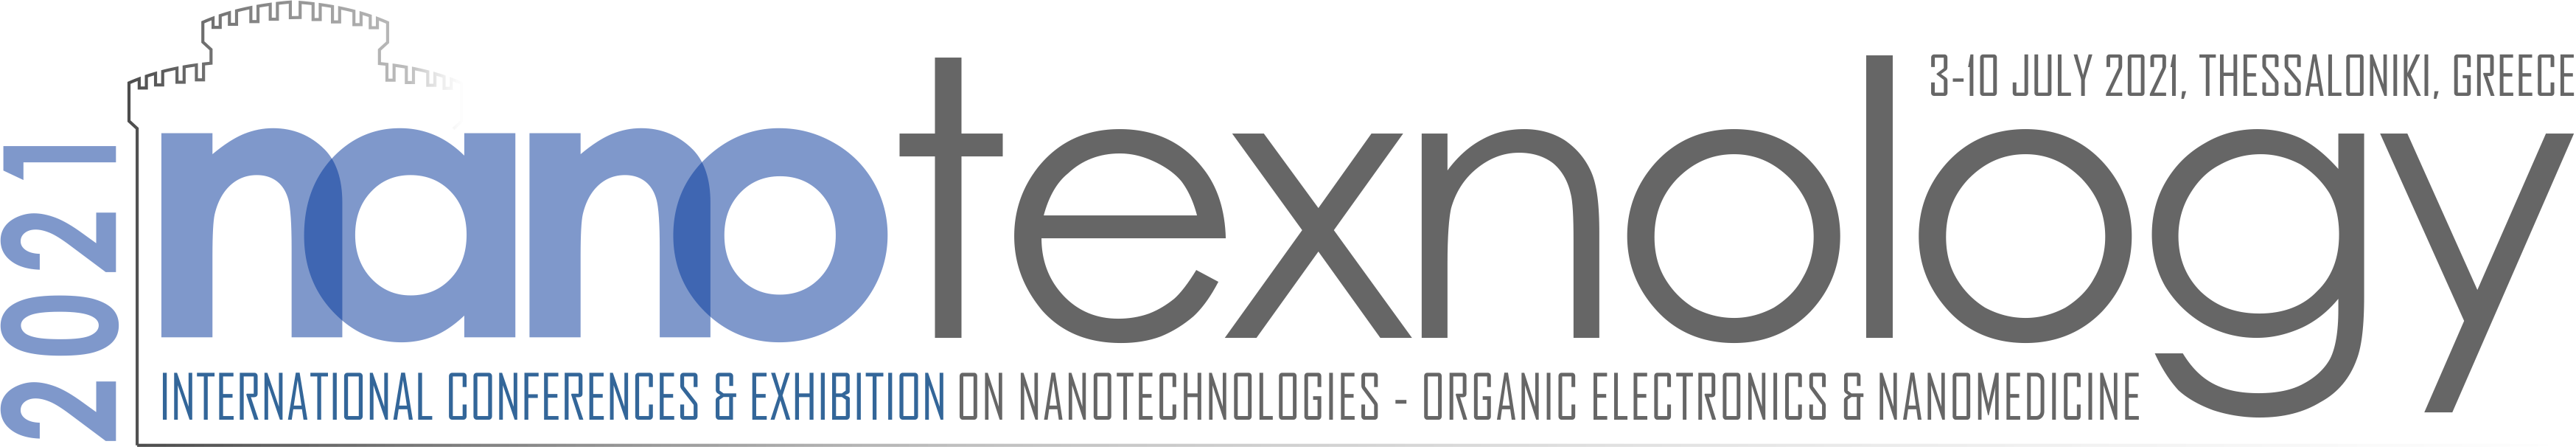 2021
nanotexnology
3-10 JULY 2021, THESSALONIKI, GREECE
INTERNATIONAL CONFERENCES & EXHIBITION ON NANOTECHNOLOGIES - ORGANIC ELECTRONICS & NANOMEDICINE